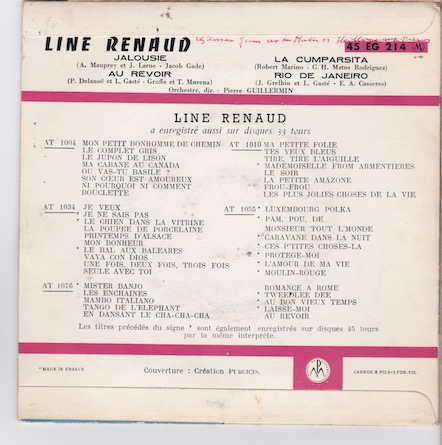 LINE RENAUD
45 EG 214 M
JALOUSIE
(A. Mauprey et J. Larue - Jacob Gade)
AU REVOIR
(P. Delanoë et L. Gasté - Groffe et T. Murena)
LA CUMPARSITA
(Robert Marino - G. H. Matos Rodriguez)
RIO DE JANEIRO
(J. Grelbin et L. Gasté - E. A. Casseres)
Orchestre, dir. : Pierre GUILLERMIN
LINE RENAUD
a enregistré aussi sur disques 33 tours
AT 1004 MON PETIT BONHOMME DE CHEMIN
LE COMPLET GRIS
LE JUPON DE LISON
MA CABANE AU CANADA
OU VAS-TU BASILE ?
SON CŒUR EST AMOUREUX
NI POURQUOI NI COMMENT
BOUCLETTE
AT 1010 MA PETITE FOLIE
TES YEUX BLEUS
TIRE, TIRE L'AIGUILLE
MADEMOISELLE FROM ARMENTIERES
LE SOIR
LA PETITE AMAZONE
FROU-FROU
LES PLUS JOLIES CHOSES DE LA VIE
AT 1034 JE VEUX
* JE NE SAIS PAS
* LE CHIEN DANS LA VITRINE
LA POUPEE DE PORCELAINE
PRINTEMPS D'ALSACE
MON BONHEUR
* LE BAL AUX BALEARES
VAYA CON DIOS
UNE FOIS, DEUX FOIS, TROIS FOIS
SEULE AVEC TOI
AT 1055 * LUXEMBOURG POLKA
* PAM, POU, DE
MONSIEUR TOUT L'MONDE
* CARAVANE DANS LA NUIT
* CES P'TITES CHOSES-LA
* PROTEGE-MOI
* L'AMOUR DE MA VIE
* MOULIN-ROUGE
AT 1076 * MISTER BANJO
LES ENCHAINES
MAMBO ITALIANO
TANGO DE L'ELEPHANT
EN DANSANT LE CHA-CHA-CHA
ROMANCE A ROME
TWEEDLEE DEE
* AU BON VIEUX TEMPS
* LAISSE-MOI
AU REVOIR
Les titres précédés du signe * sont également enregistrés sur disques 45 tours
par la même interprète.
MADE IN FRANCE
Couverture : Création PUBLICIS.
CARRON & FILS-LYON-VIL.